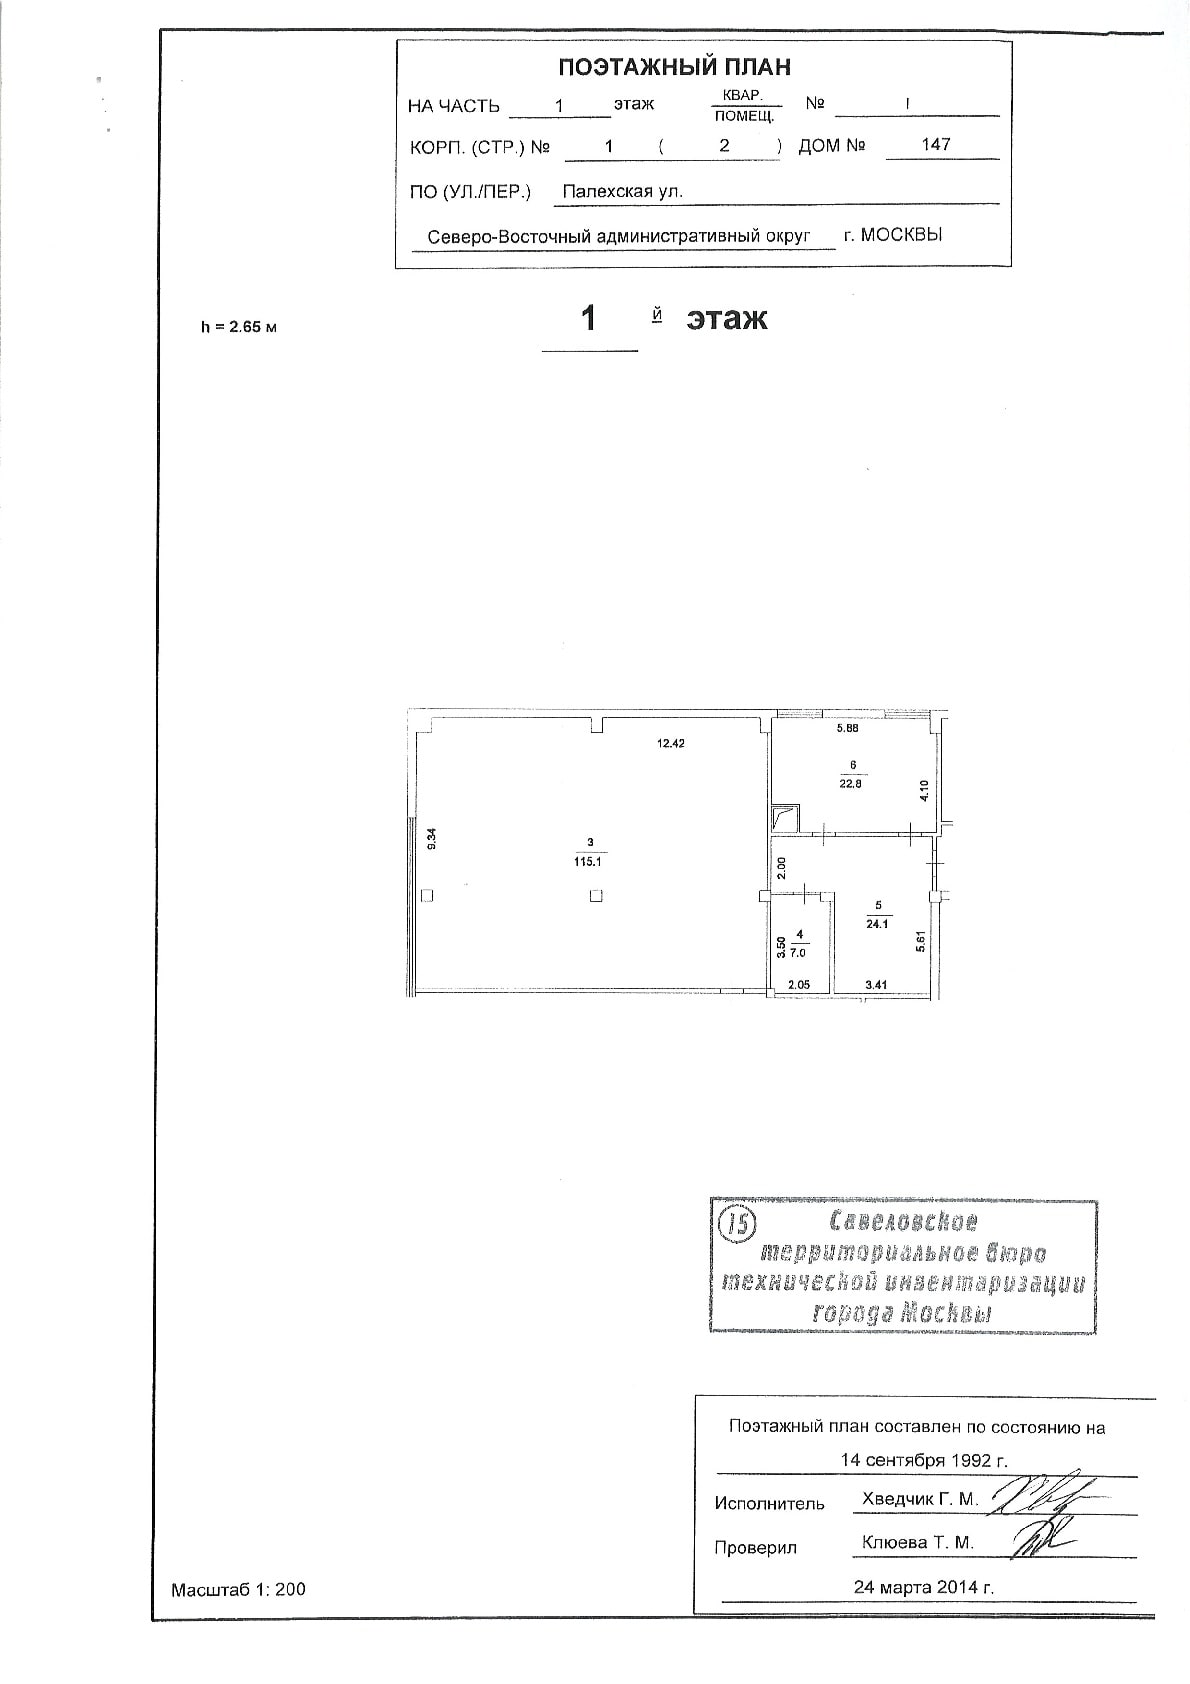 ПОЭТАЖНЫЙ ПЛАН
НА ЧАСТЬ 1 этаж КВАР. ПОМЕЩ. № I
КОРП. (СТР.) № 1 ( 2 ) ДОМ № 147
ПО (УЛ./ПЕР.) Палехская ул.
Северо-Восточный административный округ г. МОСКВЫ
h = 2.65 м
1 й этаж
5.88
12.42
6
22.8
4.10
9.34
3
115.1
2.00
5
24.1
4
7.0
3.50
5.61
2.05
3.41
15 Савеловское
территориальное бюро
технической инвентаризации
города Москвы
Поэтажный план составлен по состоянию на
14 сентября 1992 г.
Исполнитель Хведчик Г. М.
Проверил Клюева Т. М.
24 марта 2014 г.
Масштаб 1: 200